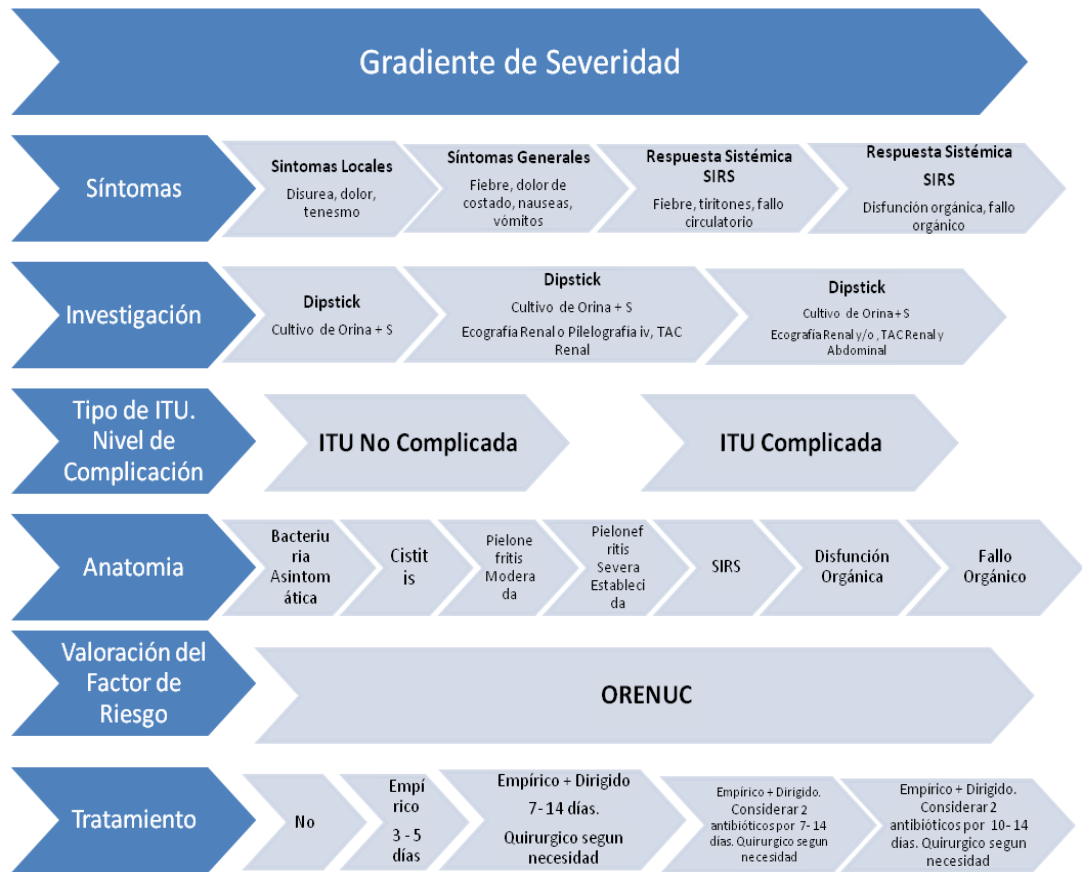 Gradiente de Severidad
Síntomas
Sintomas Locales
Disurea, dolor,
tenesmo
Síntomas Generales
Fiebre, dolor de
costado, nauseas,
vómitos
Respuesta Sistémica
SIRS
Fiebre, tiritones, fallo
circulatorio
Respuesta Sistémica
SIRS
Disfunción orgánica, fallo
orgánico
Investigación
Dipstick
Cultivo de Orina + S
Dipstick
Cultivo de Orina + S
Ecografía Renal o Pilelografia iv, TAC
Renal
Dipstick
Cultivo de Orina + S
Ecografía Renal y/o , TAC Renal y
Abdominal
Tipo de ITU.
Nivel de
Complicación
ITU No Complicada
ITU Complicada
Anatomia
Bacteriu
ria
Asintom
ática
Cistit
is
Pielone
fritis
Modera
da
Pielonef
ritis
Severa
Estableci
da
SIRS
Disfunción
Orgánica
Fallo
Orgánico
Valoración del
Factor de
Riesgo
ORENUC
Tratamiento
No
Empí
rico
3 - 5
días
Empírico + Dirigido
7- 14 días.
Quirurgico segun
necesidad
Empírico + Dirigido.
Considerar 2
antibióticos por 7- 14
días. Quirurgico segun
necesidad
Empírico + Dirigido.
Considerar 2
antibióticos por 10- 14
días. Quirurgico segun
necesidad